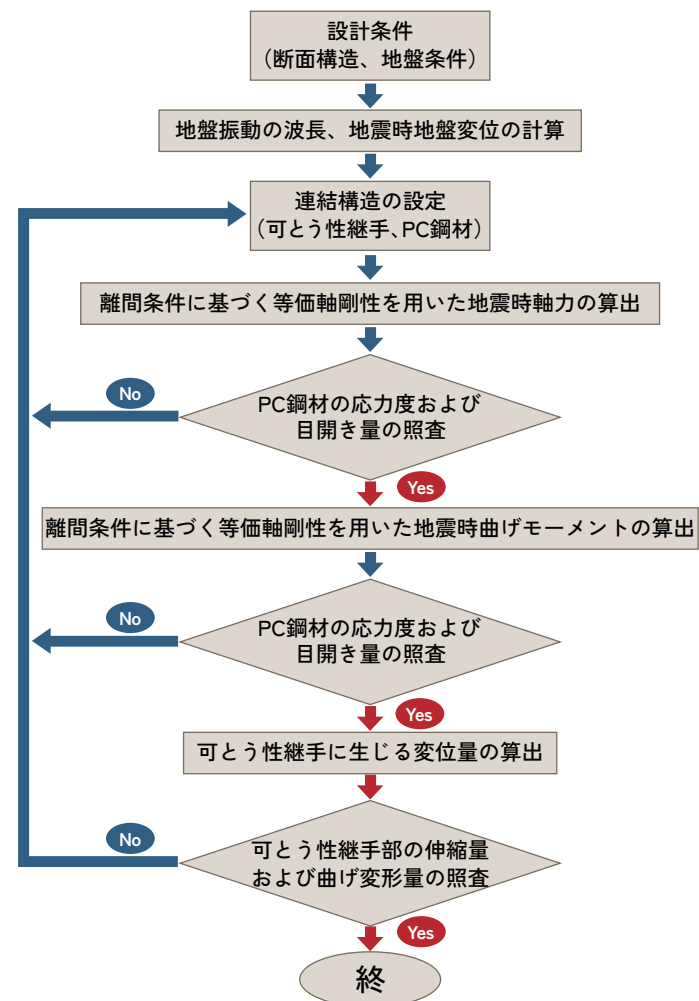 設計条件
（断面構造、地盤条件）
地盤振動の波長、地震時地盤変位の計算
連結構造の設定
（可とう性継手、PC鋼材）
離間条件に基づく等価軸剛性を用いた地震時軸力の算出
No
PC鋼材の応力度および
目開き量の照査
Yes
離間条件に基づく等価軸剛性を用いた地震時曲げモーメントの算出
No
PC鋼材の応力度および
目開き量の照査
Yes
可とう性継手に生じる変位量の算出
No
可とう性継手部の伸縮量
および曲げ変形量の照査
Yes
終